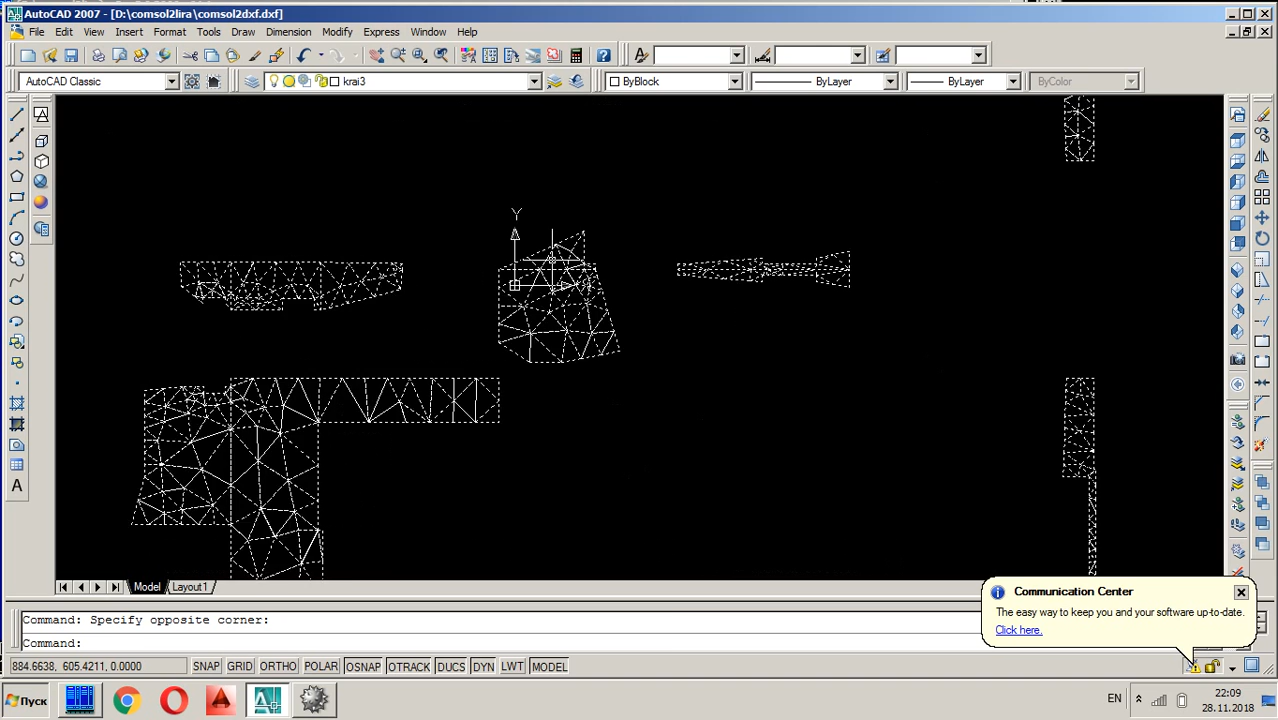 AutoCAD 2007 - [D:\comsol2lira\comsol2dxf.dxf]
File Edit View Insert Format Tools Draw Dimension Modify Express Window Help
AutoCAD Classic krai3 ByBlock ByLayer ByLayer ByColor
Y
Model Layout1
Command: Specify opposite corner:
Command:
Communication Center
The easy way to keep you and your software up-to-date.
Click here.
884.6638, 605.4211, 0.0000 SNAP GRID ORTHO POLAR OSNAP OTRACK DUCS DYN LWT MODEL
Пуск EN 22:09
28.11.2018